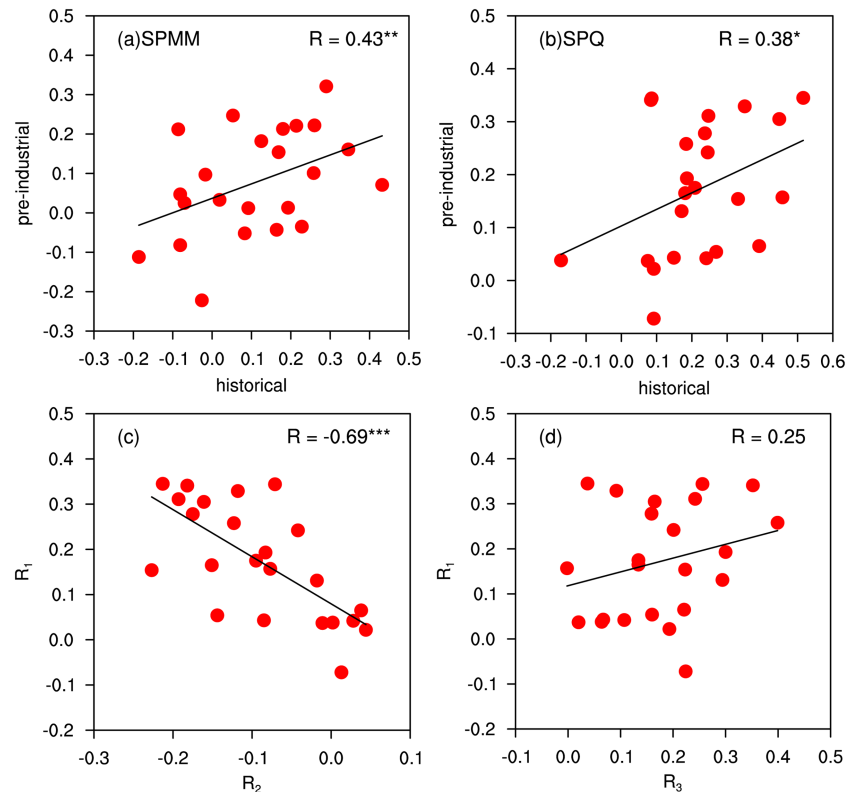 (a)SPMM R = 0.43**
0.5
0.4
0.3
0.2
0.1
0.0
-0.1
-0.2
-0.3
pre-industrial
-0.3 -0.2 -0.1 0.0 0.1 0.2 0.3 0.4 0.5
historical
(b)SPQ R = 0.38*
0.5
0.4
0.3
0.2
0.1
0.0
-0.1
pre-industrial
-0.3 -0.2 -0.1 0.0 0.1 0.2 0.3 0.4 0.5 0.6
historical
(c) R = -0.69***
0.5
0.4
0.3
0.2
0.1
0.0
-0.1
-0.2
R₁
-0.3 -0.2 -0.1 0.0 0.1
R₂
(d) R = 0.25
0.5
0.4
0.3
0.2
0.1
0.0
-0.1
-0.2
R₁
-0.1 0.0 0.1 0.2 0.3 0.4 0.5
R₃